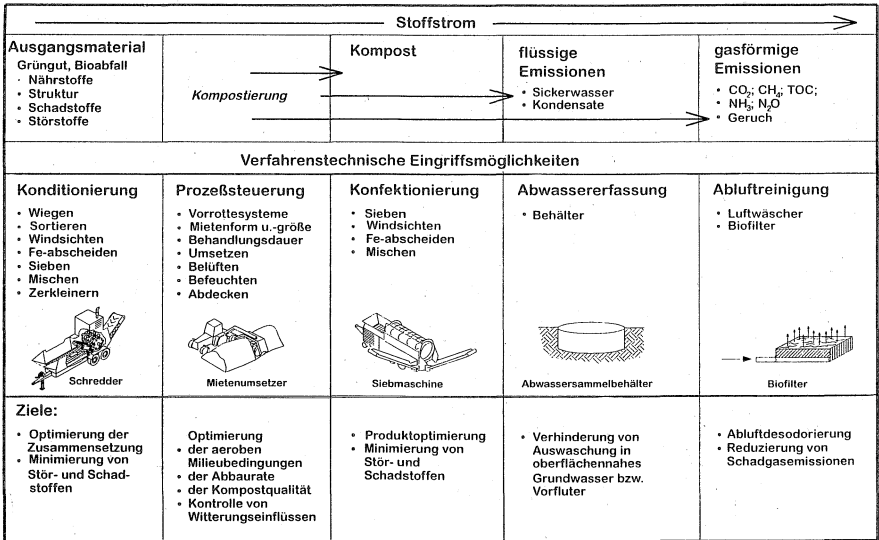 Stoffstrom
Ausgangsmaterial
Grüngut, Bioabfall
· Nährstoffe
• Struktur
• Schadstoffe
• Störstoffe
Kompostierung
Kompost
flüssige
Emissionen
• Sickerwasser
• Kondensate
gasförmige
Emissionen
• CO₂; CH₄; TOC;
• NH₃; N₂O
• Geruch
Verfahrenstechnische Eingriffsmöglichkeiten
Konditionierung
• Wiegen
• Sortieren
• Windsichten
• Fe-abscheiden
• Sieben
• Mischen
• Zerkleinern
Schredder
Prozeßsteuerung
• Vorrottesysteme
• Mietenform u.-größe
• Behandlungsdauer
• Umsetzen
• Belüften
• Befeuchten
• Abdecken
Mietenumsetzer
Konfektionierung
• Sieben
• Windsichten
• Fe-abscheiden
• Mischen
Siebmaschine
Abwassererfassung
• Behälter
Abwassersammelbehälter
Abluftreinigung
• Luftwäscher
• Biofilter
Biofilter
Ziele:
• Optimierung der
Zusammensetzung
• Minimierung von
Stör- und Schad-
stoffen
Optimierung
• der aeroben
Milieubedingungen
• der Abbaurate
• der Kompostqualität
• Kontrolle von
Witterungseinflüssen
• Produktoptimierung
• Minimierung von
Stör- und
Schadstoffen
• Verhinderung von
Auswaschung in
oberflächennahes
Grundwasser bzw.
Vorfluter
• Abluftdesodorierung
• Reduzierung von
Schadgasemissionen